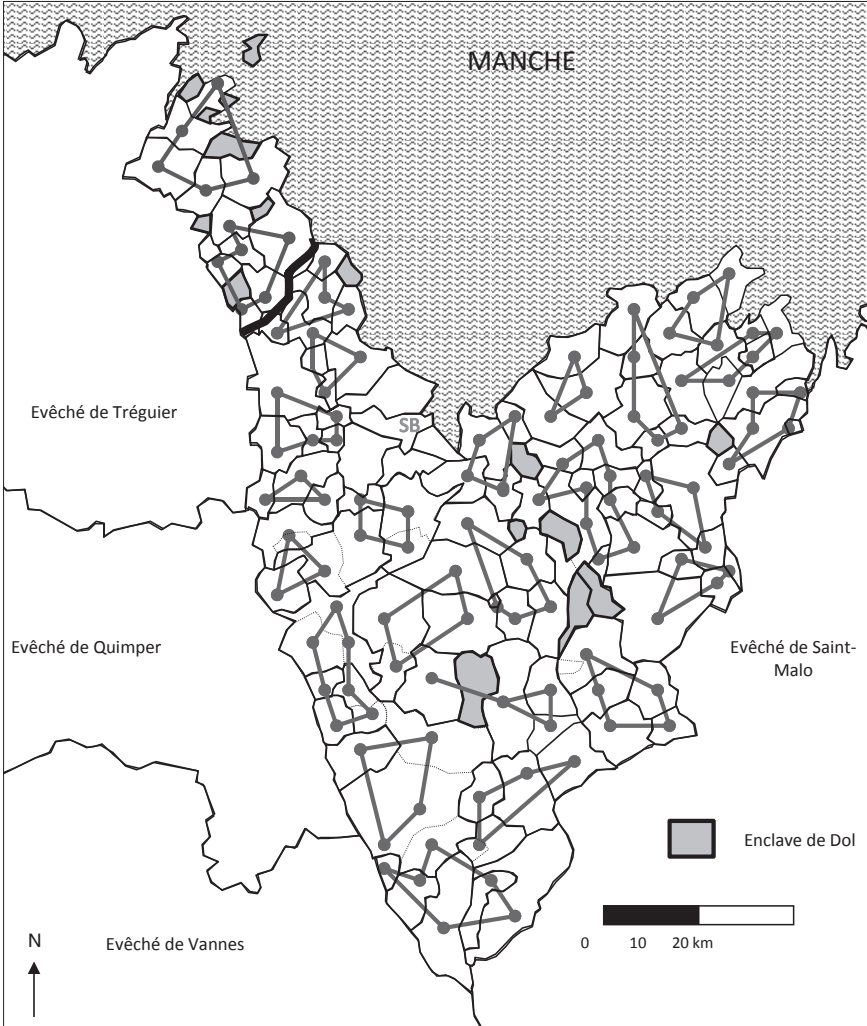 MANCHE
Evêché de Tréguier
SB
Evêché de Quimper
Evêché de Saint-
Malo
Enclave de Dol
N
Evêché de Vannes
0 10 20 km